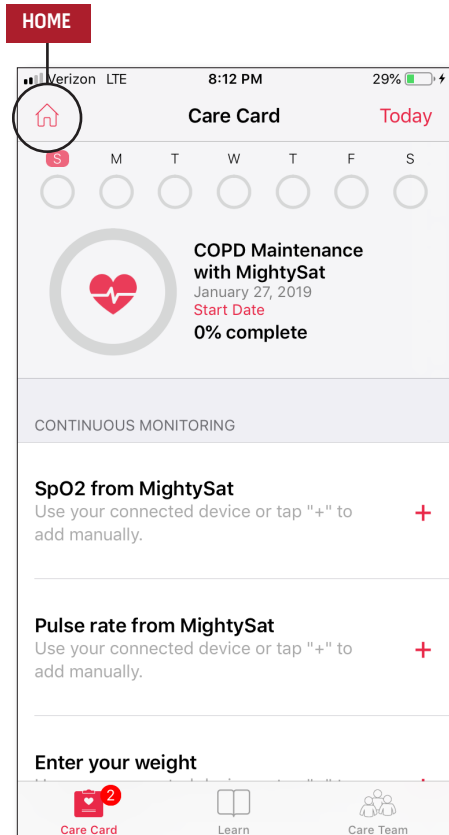 HOME
Verizon LTE 8:12 PM 29%
Care Card Today
S M T W T F S
COPD Maintenance
with MightySat
January 27, 2019
Start Date
0% complete
CONTINUOUS MONITORING
SpO2 from MightySat
Use your connected device or tap "+" to
add manually.
+
Pulse rate from MightySat
Use your connected device or tap "+" to
add manually.
+
Enter your weight
2
Care Card Learn Care Team